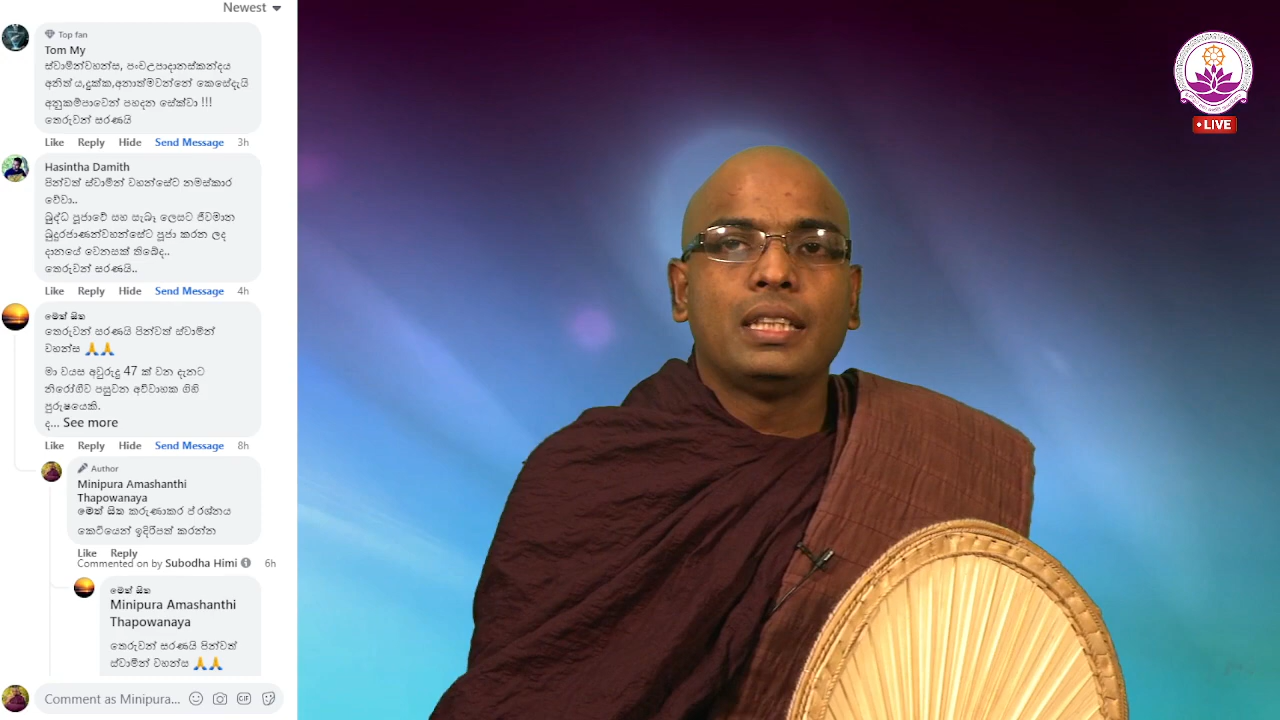 Newest
Top fan
Tom My
ස්වාමින්වහන්ස, පංචඋපාදානස්කන්දය
අනිත් ය,දුක්ක,අනාත්මවන්නේ කෙසේදැයි
අනුකම්පාවෙන් පහදන සේක්වා !!!
තෙරුවන් සරණයි
Like Reply Hide Send Message 3h
Hasintha Damith
පින්වත් ස්වාමින් වහන්සේට නමස්කාර
වේවා..
බුද්ධ පූජාවේ සහ සැබෑ ලෙසට ජීවමාන
බුදුරජාණන්වහන්සේට පූජා කරන ලද
දානයේ වෙනසක් තිබේද..
තෙරුවන් සරණයි..
Like Reply Hide Send Message 4h
මෙත් සිත
තෙරුවන් සරණයි පින්වත් ස්වාමින්
වහන්ස 🙏🙏
මා වයස අවුරුදු 47 ක් වන දැනට
නිරෝගීව පසුවන අවිවාහක ගිහි
පුරුෂයෙකි.
ද... See more
Like Reply Hide Send Message 8h
Author
Minipura Amashanthi
Thapowanaya
මෙත් සිත කරුණාකර ප්‍රශ්නය
කෙටියෙන් ඉදිරිපත් කරන්න
Like Reply
Commented on by Subodha Himi 6h
මෙත් සිත
Minipura Amashanthi
Thapowanaya
තෙරුවන් සරණයි පින්වත්
ස්වාමින් වහන්ස 🙏🙏
Comment as Minipura...
GIF
LIVE